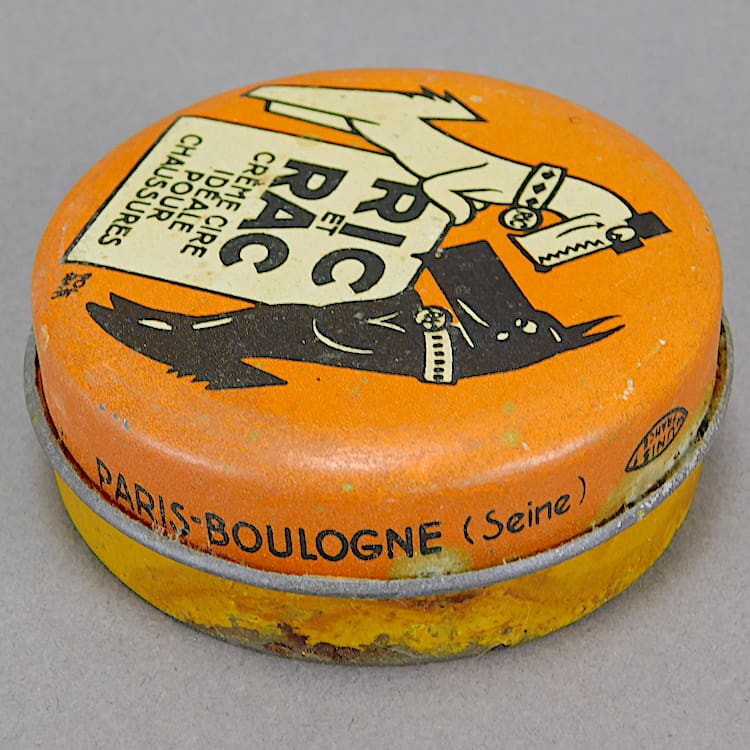 RIC
ET
RAC
CRÈME CIRE
IDÉALE
POUR
CHAUSSURES
PARIS-BOULOGNE (Seine)